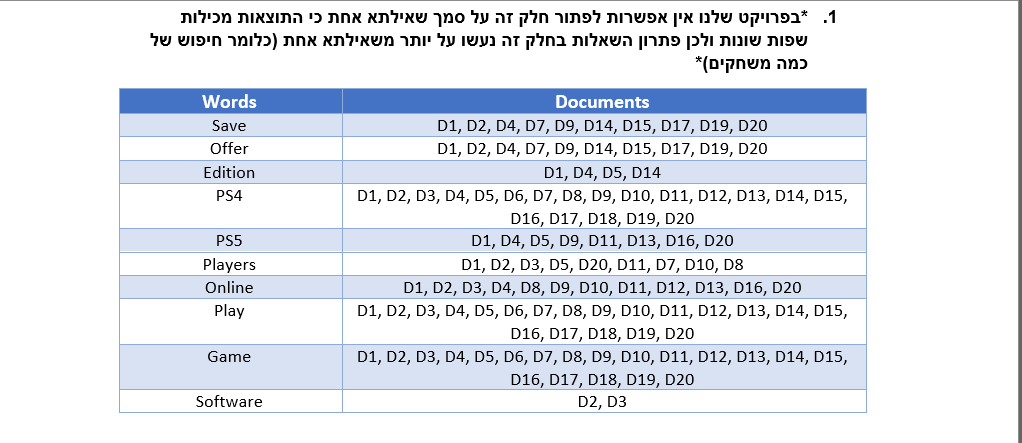 1. *בפרויקט שלנו אין אפשרות לפתור חלק זה על סמך שאילתא אחת כי התוצאות מכילות
שפות שונות ולכן פתרון השאלות בחלק זה נעשו על יותר משאילתא אחת (כלומר חיפוש של
כמה משחקים)*
Words Documents
Save D1, D2, D4, D7, D9, D14, D15, D17, D19, D20
Offer D1, D2, D4, D7, D9, D14, D15, D17, D19, D20
Edition D1, D4, D5, D14
PS4 D1, D2, D3, D4, D5, D6, D7, D8, D9, D10, D11, D12, D13, D14, D15,
D16, D17, D18, D19, D20
PS5 D1, D4, D5, D9, D11, D13, D16, D20
Players D1, D2, D3, D5, D20, D11, D7, D10, D8
Online D1, D2, D3, D4, D8, D9, D10, D11, D12, D13, D16, D20
Play D1, D2, D3, D4, D5, D6, D7, D8, D9, D10, D11, D12, D13, D14, D15,
D16, D17, D18, D19, D20
Game D1, D2, D3, D4, D5, D6, D7, D8, D9, D10, D11, D12, D13, D14, D15,
D16, D17, D18, D19, D20
Software D2, D3